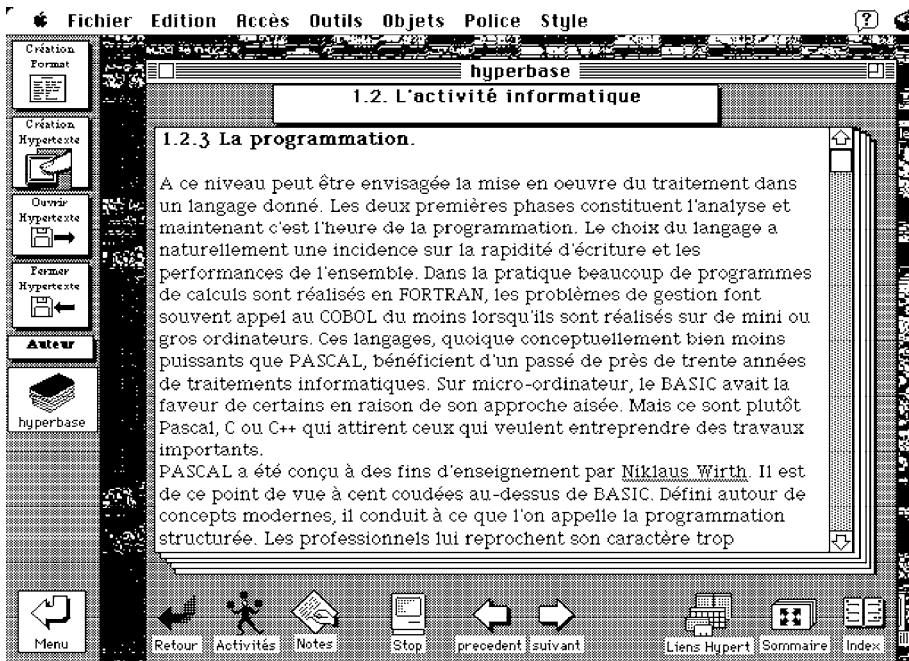 Fichier Edition Accès Outils Objets Police Style
Création
Format
Création
Hypertexte
Ouvrir
Hypertexte
Fermer
Hypertexte
Auteur
hyperbase
Menu
hyperbase
1.2. L'activité informatique
1.2.3 La programmation.
A ce niveau peut être envisagée la mise en oeuvre du traitement dans
un langage donné. Les deux premières phases constituent l'analyse et
maintenant c'est l'heure de la programmation. Le choix du langage a
naturellement une incidence sur la rapidité d'écriture et les
performances de l'ensemble. Dans la pratique beaucoup de programmes
de calculs sont réalisés en FORTRAN, les problèmes de gestion font
souvent appel au COBOL du moins lorsqu'ils sont réalisés sur de mini ou
gros ordinateurs. Ces langages, quoique conceptuellement bien moins
puissants que PASCAL, bénéficient d'un passé de près de trente années
de traitements informatiques. Sur micro-ordinateur, le BASIC avait la
faveur de certains en raison de son approche aisée. Mais ce sont plutôt
Pascal, C ou C++ qui attirent ceux qui veulent entreprendre des travaux
importants.
PASCAL a été conçu à des fins d'enseignement par Niklaus Wirth. Il est
de ce point de vue à cent coudées au-dessus de BASIC. Défini autour de
concepts modernes, il conduit à ce que l'on appelle la programmation
structurée. Les professionnels lui reprochent son caractère trop
Retour Activités Notes Stop precedent suivant Liens Hypert Sommaire Index